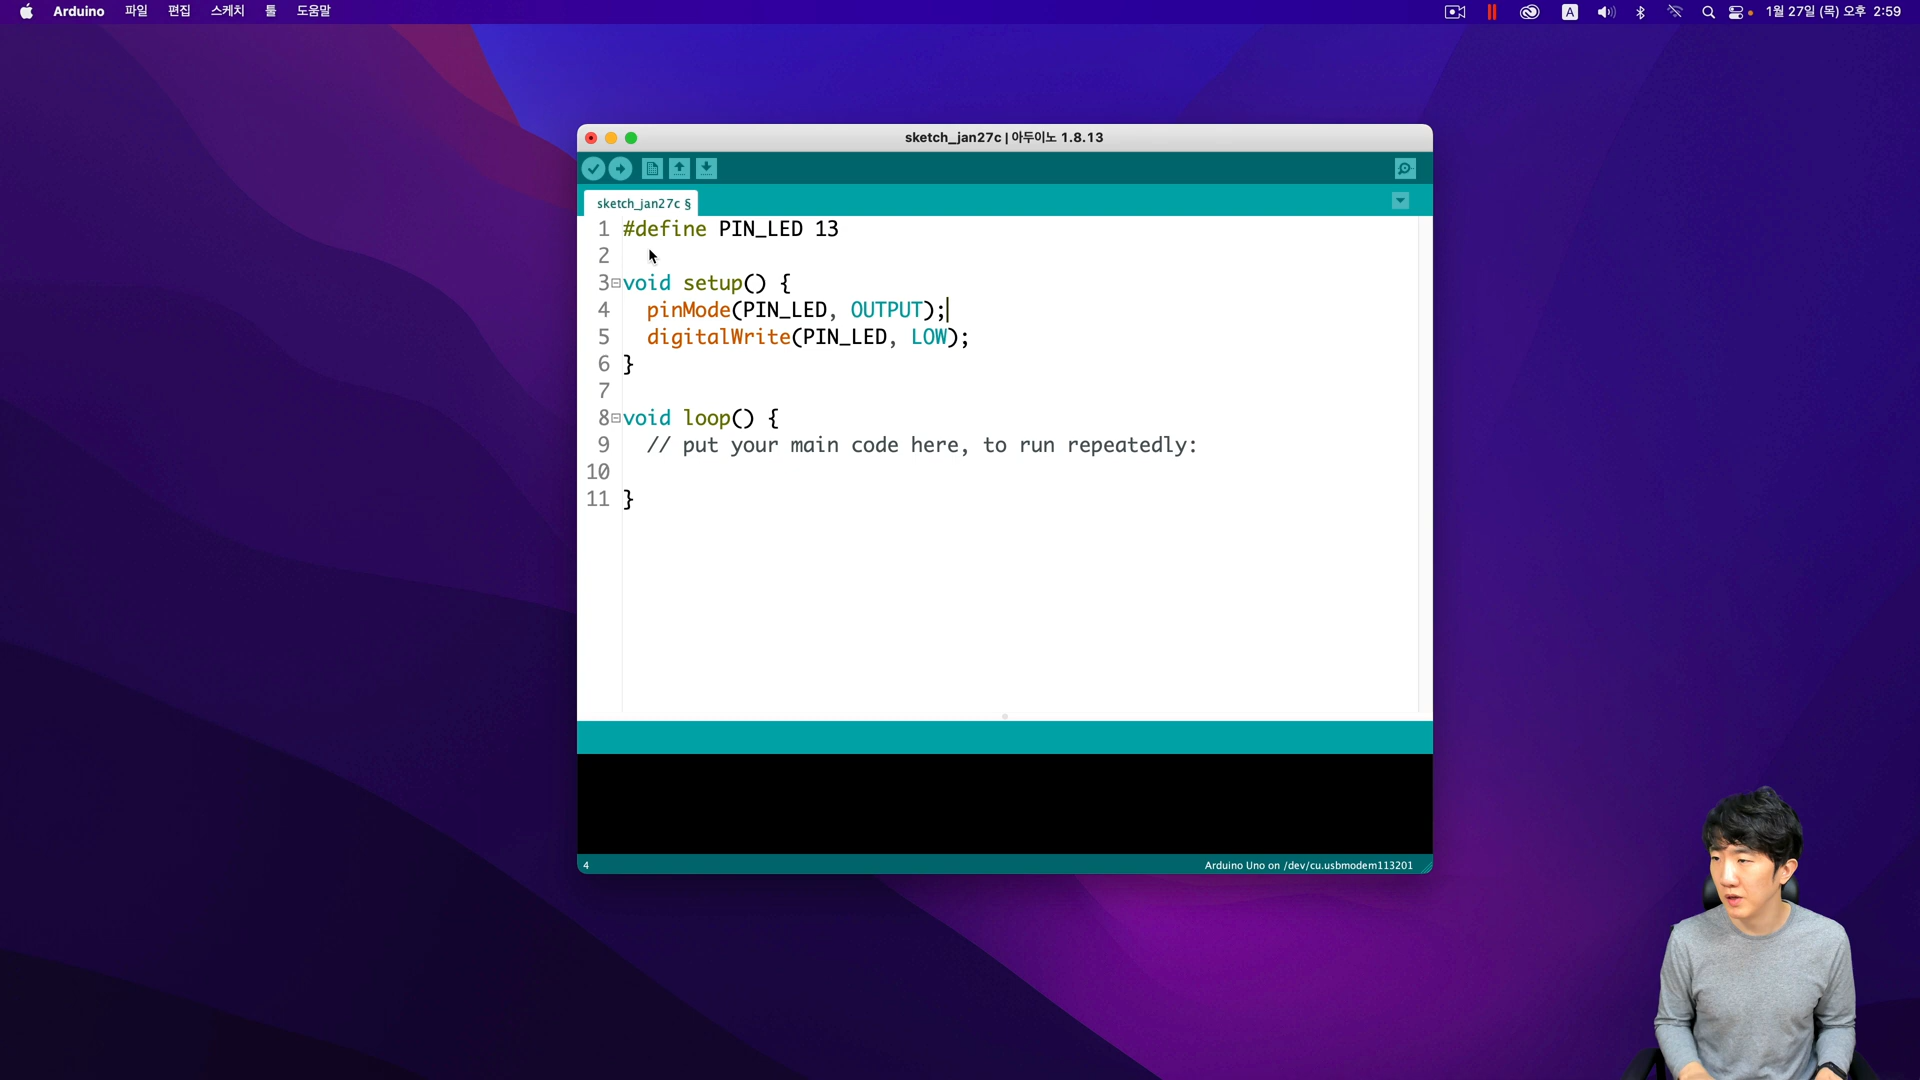 Arduino 파일 편집 스케치 툴 도움말
A 1월 27일 (목) 오후 2:59
sketch_jan27c | 아두이노 1.8.13
sketch_jan27c §
1 #define PIN_LED 13
2
3 void setup() {
4 pinMode(PIN_LED, OUTPUT);
5 digitalWrite(PIN_LED, LOW);
6 }
7
8 void loop() {
9 // put your main code here, to run repeatedly:
10
11 }
4 Arduino Uno on /dev/cu.usbmodem113201